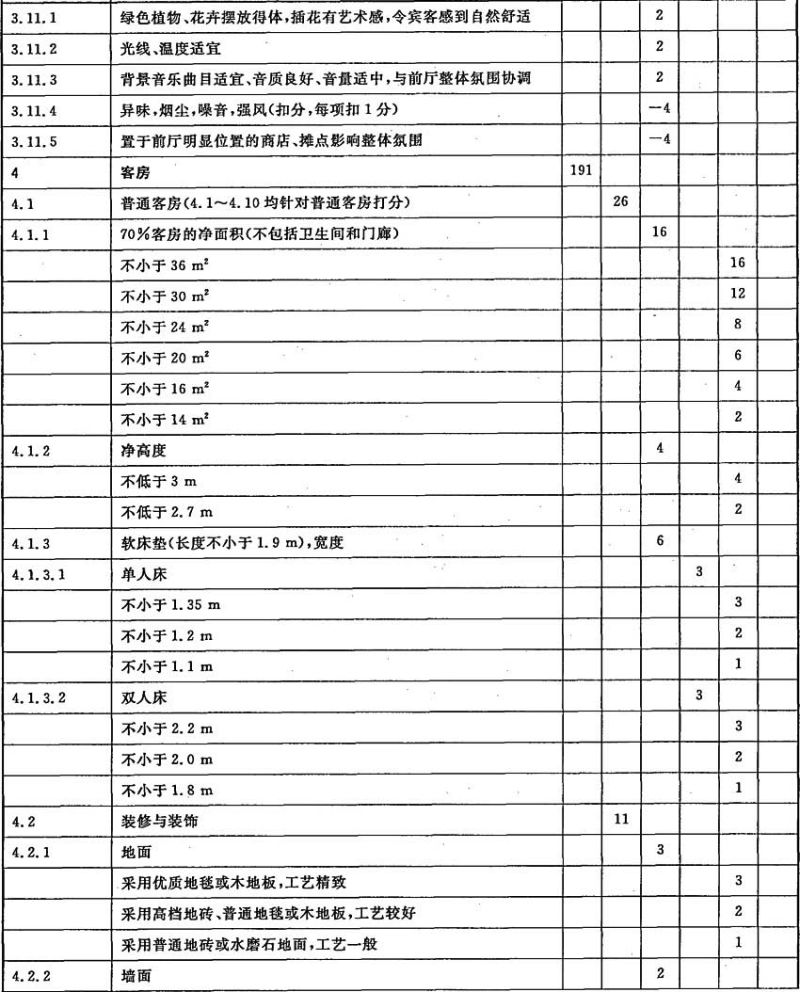 3.11.1 绿色植物、花卉摆放得体,插花有艺术感,令宾客感到自然舒适 2
3.11.2 光线、温度适宜 2
3.11.3 背景音乐曲目适宜、音质良好、音量适中,与前厅整体氛围协调 2
3.11.4 异味,烟尘,噪音,强风(扣分,每项扣1分) —4
3.11.5 置于前厅明显位置的商店、摊点影响整体氛围 —4
4 客房 191
4.1 普通客房(4.1~4.10均针对普通客房打分) 26
4.1.1 70%客房的净面积(不包括卫生间和门廊) 16
不小于36 m² 16
不小于30 m² 12
不小于24 m² 8
不小于20 m² 6
不小于16 m² 4
不小于14 m² 2
4.1.2 净高度 4
不低于3 m 4
不低于2.7 m 2
4.1.3 软床垫(长度不小于1.9 m),宽度 6
4.1.3.1 单人床 3
不小于1.35 m 3
不小于1.2 m 2
不小于1.1 m 1
4.1.3.2 双人床 3
不小于2.2 m 3
不小于2.0 m 2
不小于1.8 m 1
4.2 装修与装饰 11
4.2.1 地面 3
采用优质地毯或木地板,工艺精致 3
采用高档地砖、普通地毯或木地板,工艺较好 2
采用普通地砖或水磨石地面,工艺一般 1
4.2.2 墙面 2